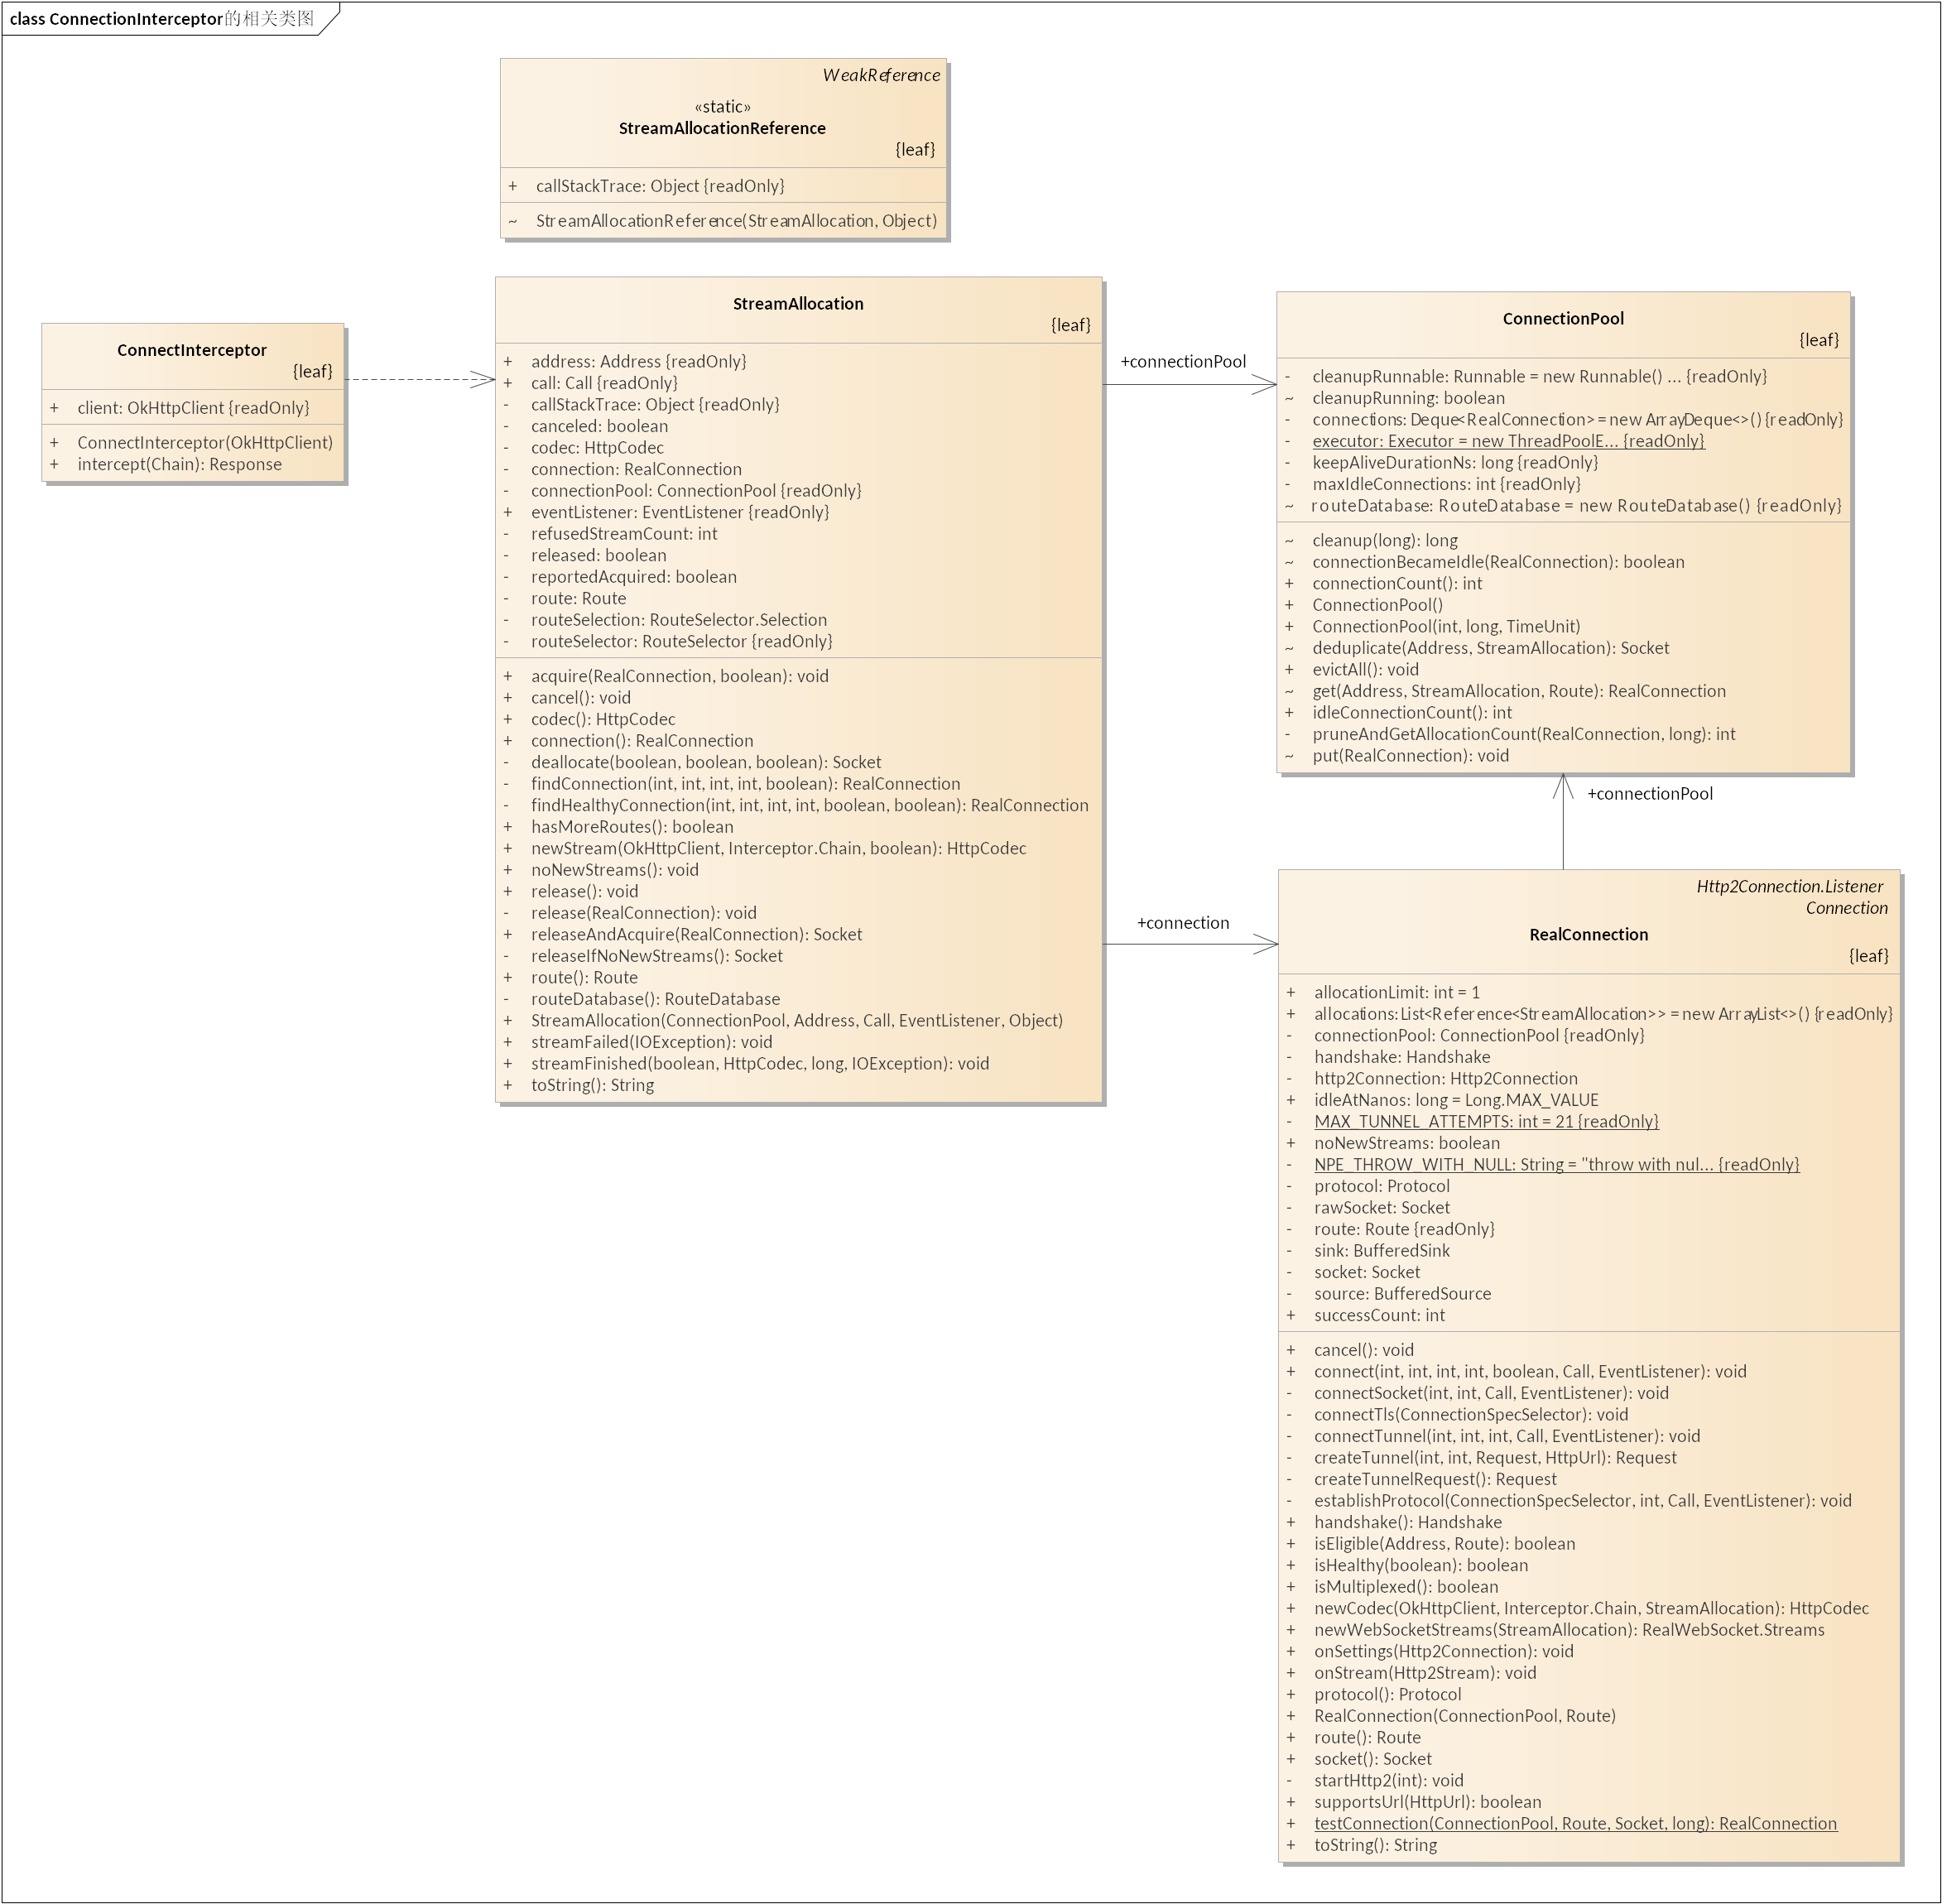 class ConnectionInterceptor的相关类图
WeakReference
«static»
StreamAllocationReference
{leaf}
+ callStackTrace: Object {readOnly}
~ StreamAllocationReference(StreamAllocation, Object)
ConnectInterceptor
{leaf}
+ client: OkHttpClient {readOnly}
+ ConnectInterceptor(OkHttpClient)
+ intercept(Chain): Response
StreamAllocation
{leaf}
+ address: Address {readOnly}
+ call: Call {readOnly}
- callStackTrace: Object {readOnly}
- canceled: boolean
- codec: HttpCodec
- connection: RealConnection
- connectionPool: ConnectionPool {readOnly}
+ eventListener: EventListener {readOnly}
- refusedStreamCount: int
- released: boolean
- reportedAcquired: boolean
- route: Route
- routeSelection: RouteSelector.Selection
- routeSelector: RouteSelector {readOnly}
+ acquire(RealConnection, boolean): void
+ cancel(): void
+ codec(): HttpCodec
+ connection(): RealConnection
- deallocate(boolean, boolean, boolean): Socket
- findConnection(int, int, int, int, boolean): RealConnection
- findHealthyConnection(int, int, int, int, boolean, boolean): RealConnection
+ hasMoreRoutes(): boolean
+ newStream(OkHttpClient, Interceptor.Chain, boolean): HttpCodec
+ noNewStreams(): void
+ release(): void
- release(RealConnection): void
+ releaseAndAcquire(RealConnection): Socket
- releaseIfNoNewStreams(): Socket
+ route(): Route
- routeDatabase(): RouteDatabase
+ StreamAllocation(ConnectionPool, Address, Call, EventListener, Object)
+ streamFailed(IOException): void
+ streamFinished(boolean, HttpCodec, long, IOException): void
+ toString(): String
+connectionPool
ConnectionPool
{leaf}
- cleanupRunnable: Runnable = new Runnable() ... {readOnly}
~ cleanupRunning: boolean
- connections: Deque<RealConnection> = new ArrayDeque<>() {readOnly}
- executor: Executor = new ThreadPoolE... {readOnly}
- keepAliveDurationNs: long {readOnly}
- maxIdleConnections: int {readOnly}
~ routeDatabase: RouteDatabase = new RouteDatabase() {readOnly}
~ cleanup(long): long
~ connectionBecameIdle(RealConnection): boolean
+ connectionCount(): int
+ ConnectionPool()
+ ConnectionPool(int, long, TimeUnit)
~ deduplicate(Address, StreamAllocation): Socket
+ evictAll(): void
~ get(Address, StreamAllocation, Route): RealConnection
+ idleConnectionCount(): int
- pruneAndGetAllocationCount(RealConnection, long): int
~ put(RealConnection): void
+connectionPool
+connection
Http2Connection.Listener
Connection
RealConnection
{leaf}
+ allocationLimit: int = 1
+ allocations: List<Reference<StreamAllocation>> = new ArrayList<>() {readOnly}
- connectionPool: ConnectionPool {readOnly}
- handshake: Handshake
- http2Connection: Http2Connection
+ idleAtNanos: long = Long.MAX_VALUE
- MAX_TUNNEL_ATTEMPTS: int = 21 {readOnly}
+ noNewStreams: boolean
- NPE_THROW_WITH_NULL: String = "throw with nul... {readOnly}
- protocol: Protocol
- rawSocket: Socket
- route: Route {readOnly}
- sink: BufferedSink
- socket: Socket
- source: BufferedSource
+ successCount: int
+ cancel(): void
+ connect(int, int, int, int, boolean, Call, EventListener): void
- connectSocket(int, int, Call, EventListener): void
- connectTls(ConnectionSpecSelector): void
- connectTunnel(int, int, int, Call, EventListener): void
- createTunnel(int, int, Request, HttpUrl): Request
- createTunnelRequest(): Request
- establishProtocol(ConnectionSpecSelector, int, Call, EventListener): void
+ handshake(): Handshake
+ isEligible(Address, Route): boolean
+ isHealthy(boolean): boolean
+ isMultiplexed(): boolean
+ newCodec(OkHttpClient, Interceptor.Chain, StreamAllocation): HttpCodec
+ newWebSocketStreams(StreamAllocation): RealWebSocket.Streams
+ onSettings(Http2Connection): void
+ onStream(Http2Stream): void
+ protocol(): Protocol
+ RealConnection(ConnectionPool, Route)
+ route(): Route
+ socket(): Socket
- startHttp2(int): void
+ supportsUrl(HttpUrl): boolean
+ testConnection(ConnectionPool, Route, Socket, long): RealConnection
+ toString(): String